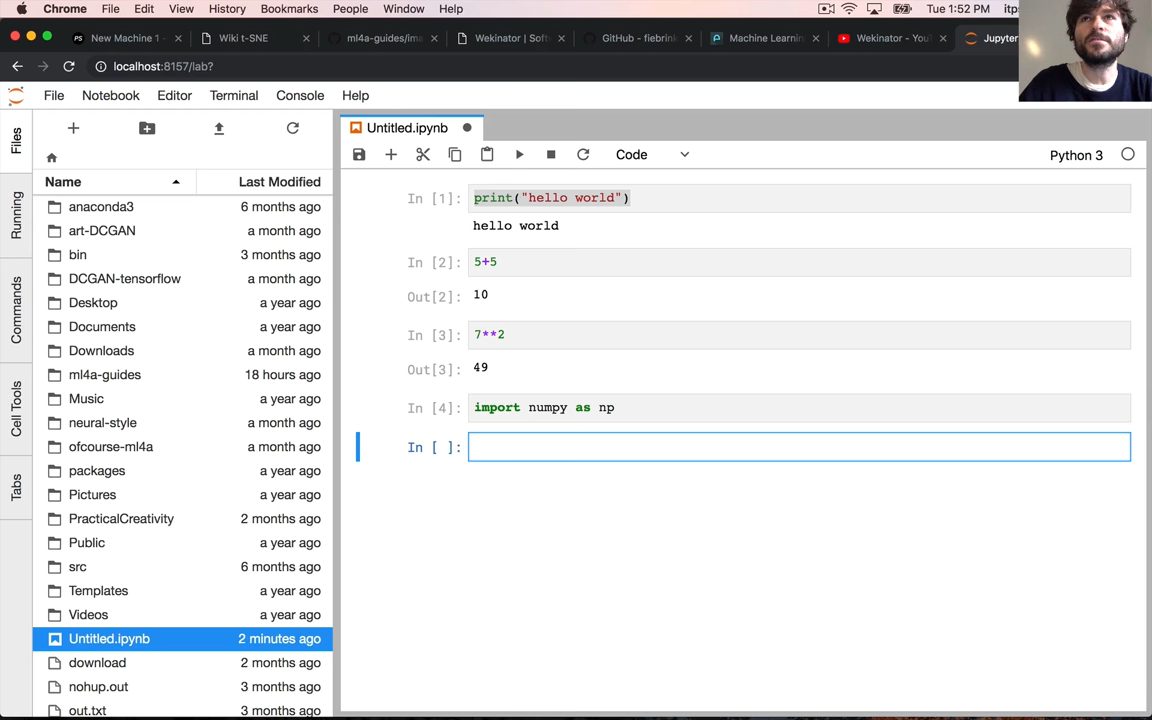 Chrome File Edit View History Bookmarks People Window Help Tue 1:52 PM itps
New Machine 1 - Wiki t-SNE ml4a-guides/ima Wekinator | Soft GitHub - fiebrink Machine Learnin Wekinator - You Jupyter
localhost:8157/lab?
File Notebook Editor Terminal Console Help
Untitled.ipynb
Code Python 3
Files
Running
Commands
Cell Tools
Tabs
Name Last Modified
anaconda3 6 months ago
art-DCGAN a month ago
bin 3 months ago
DCGAN-tensorflow a month ago
Desktop a year ago
Documents a year ago
Downloads a month ago
ml4a-guides 18 hours ago
Music a year ago
neural-style a year ago
ofcourse-ml4a a month ago
packages a year ago
Pictures a year ago
PracticalCreativity 2 months ago
Public a year ago
src 6 months ago
Templates a year ago
Videos a year ago
Untitled.ipynb 2 minutes ago
download 2 months ago
nohup.out 3 months ago
out.txt 3 months ago
In [1]: print("hello world")
hello world
In [2]: 5+5
Out[2]: 10
In [3]: 7**2
Out[3]: 49
In [4]: import numpy as np
In [ ]: